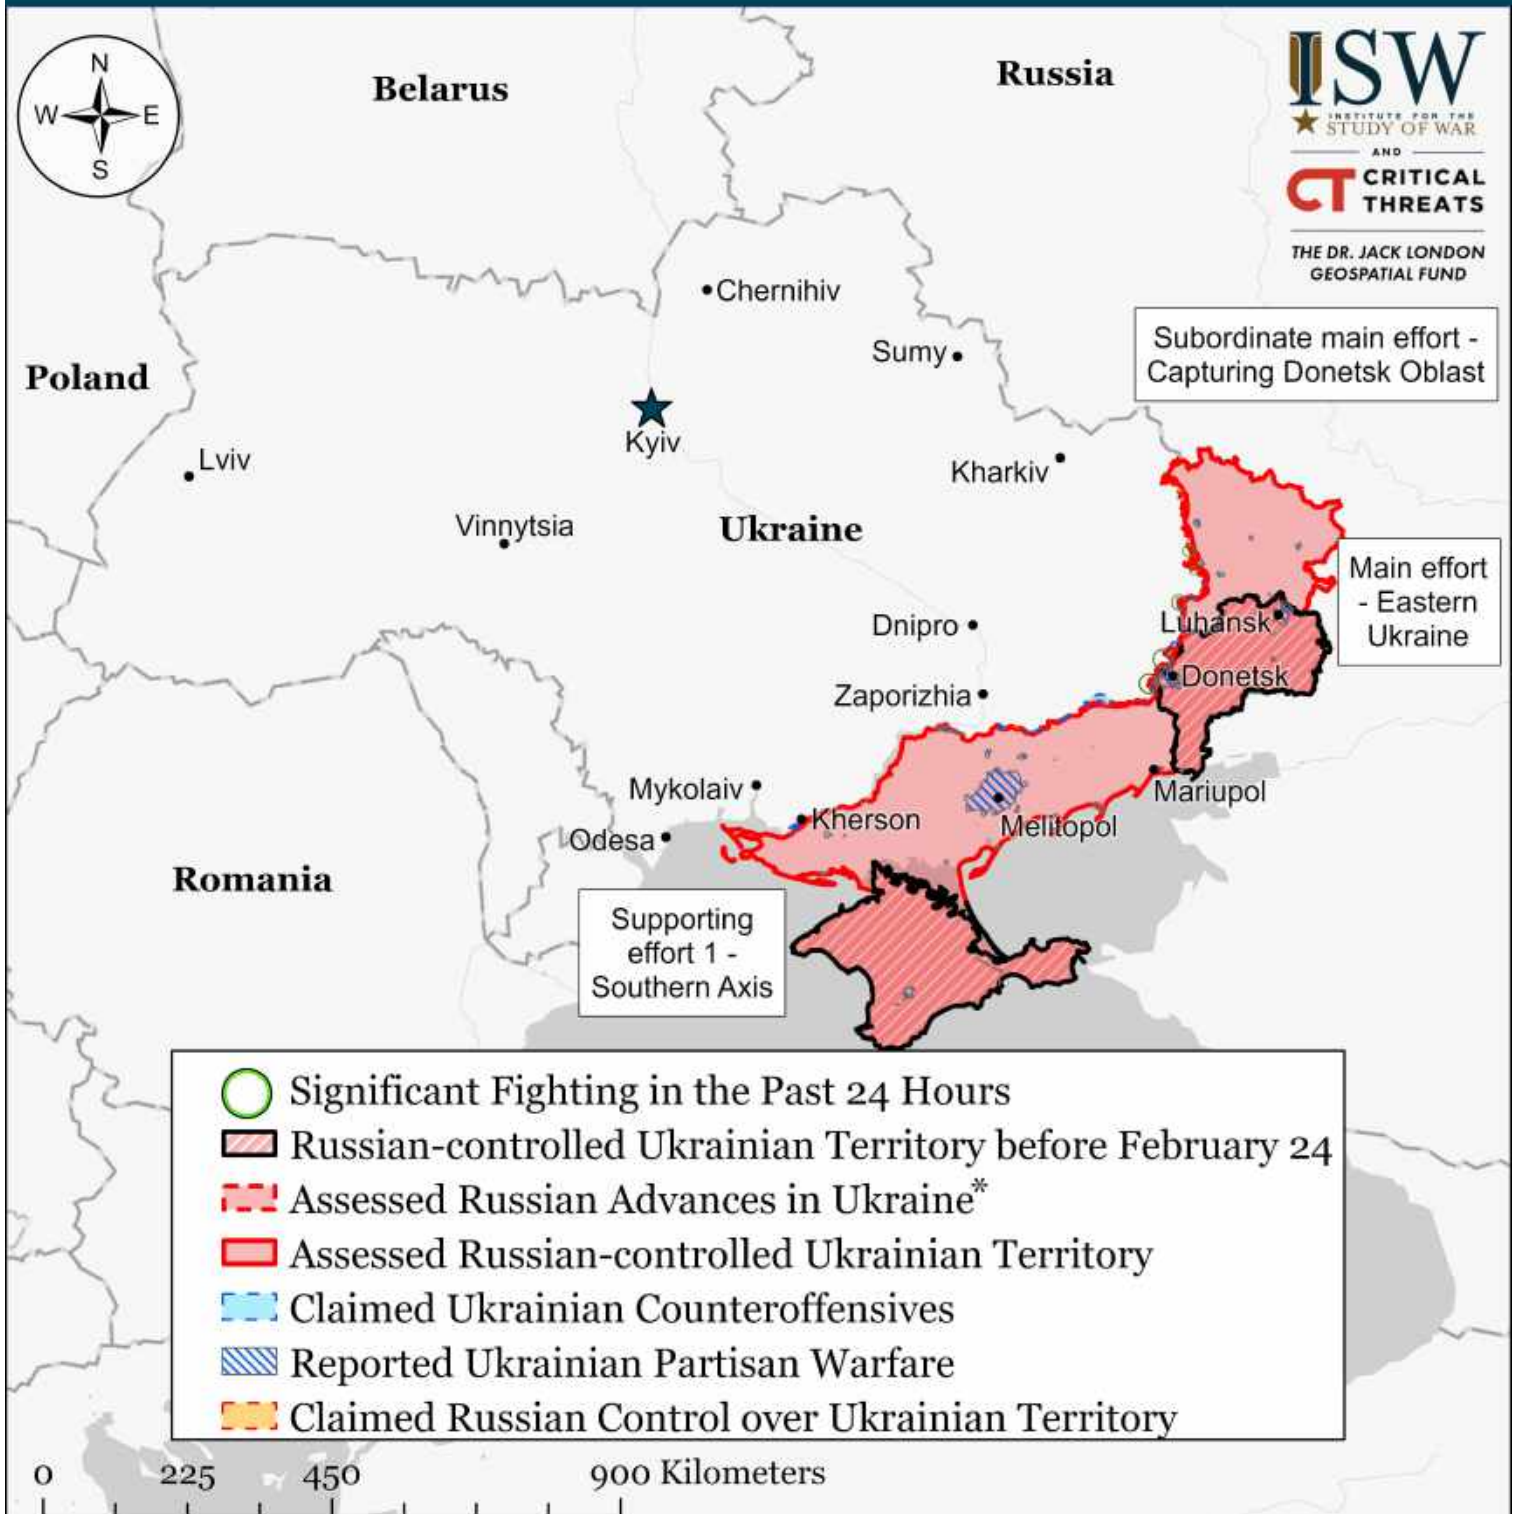 N
W
E
S
Belarus
Russia
ISW
INSTITUTE FOR THE
STUDY OF WAR
AND
CT CRITICAL
THREATS
THE DR. JACK LONDON
GEOSPATIAL FUND
Chernihiv
Subordinate main effort -
Capturing Donetsk Oblast
Sumy
Poland
Kyiv
Lviv
Kharkiv
Vinnytsia
Ukraine
Main effort
- Eastern
Ukraine
Dnipro
Luhansk
Donetsk
Zaporizhia
Mykolaiv
Mariupol
Kherson
Melitopol
Odesa
Romania
Supporting
effort 1 -
Southern Axis
Significant Fighting in the Past 24 Hours
Russian-controlled Ukrainian Territory before February 24
Assessed Russian Advances in Ukraine*
Assessed Russian-controlled Ukrainian Territory
Claimed Ukrainian Counteroffensives
Reported Ukrainian Partisan Warfare
Claimed Russian Control over Ukrainian Territory
0 225 450 900 Kilometers